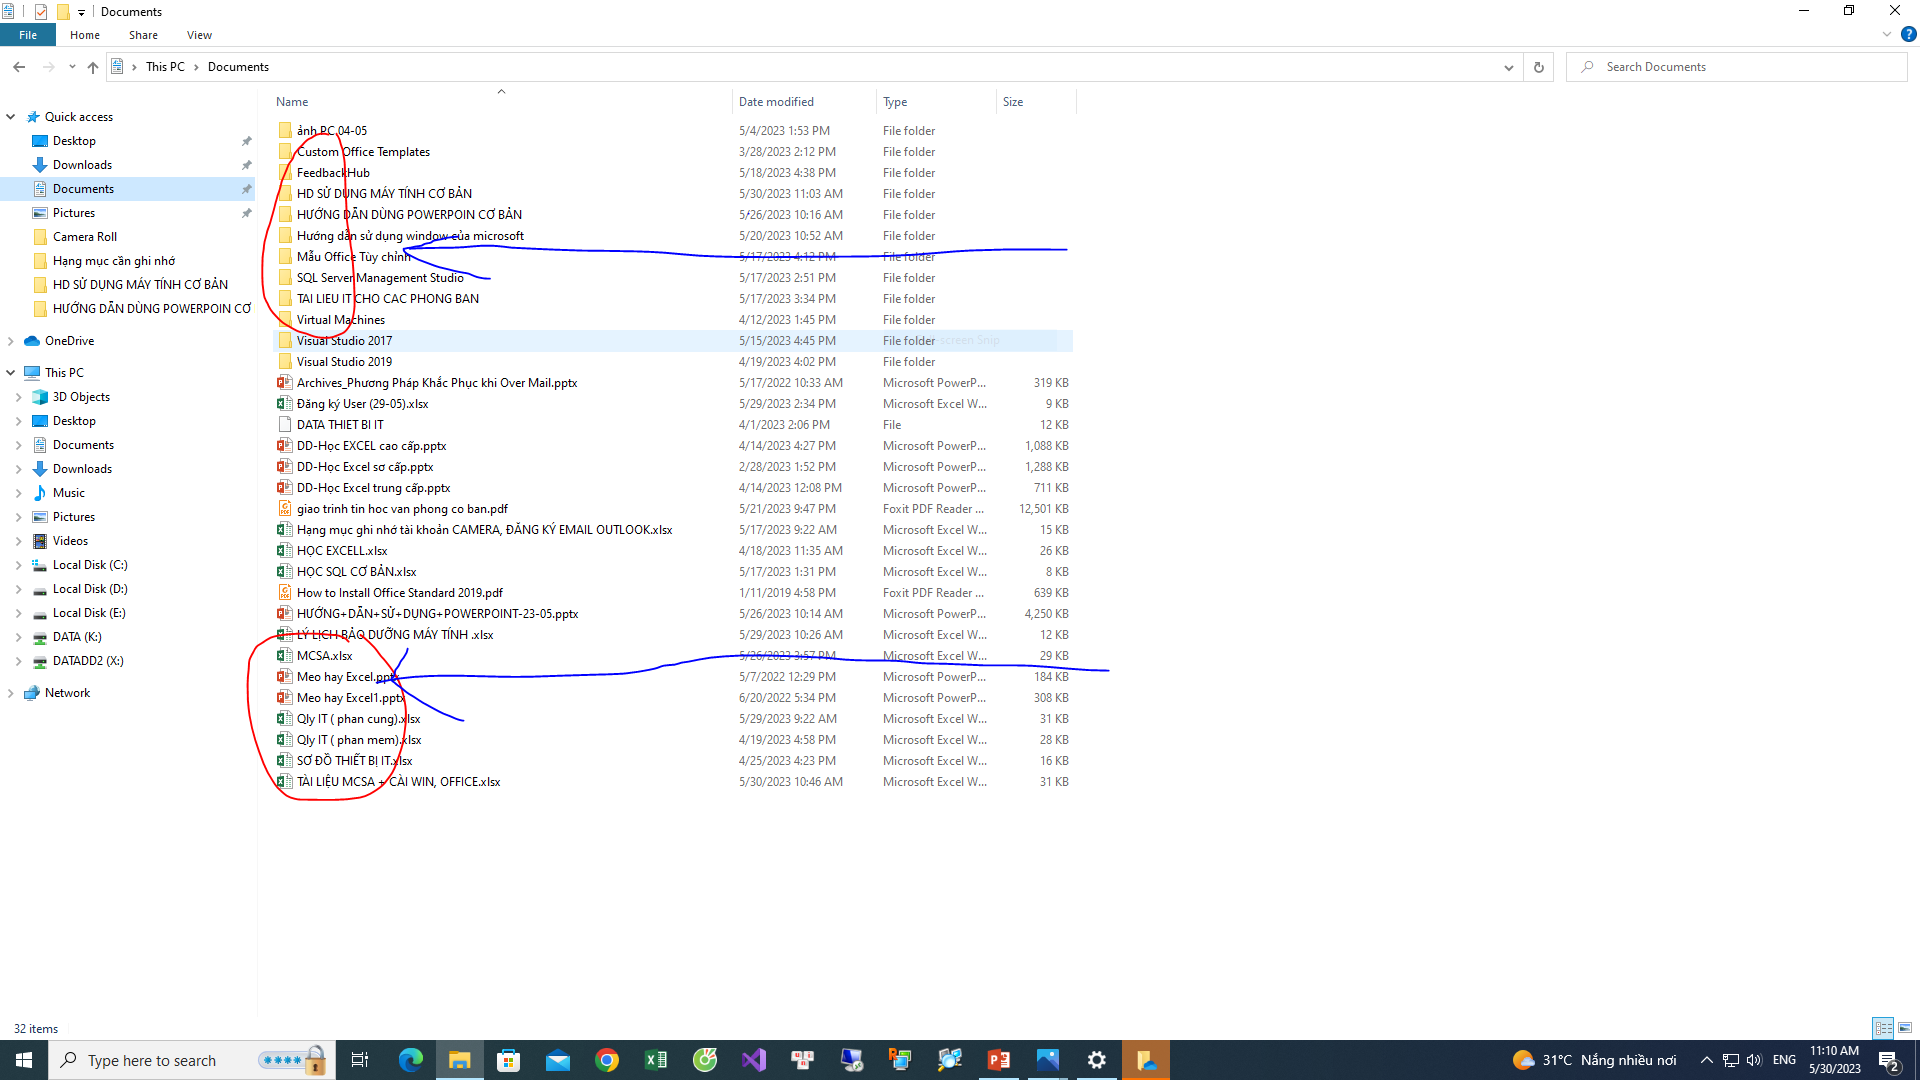 Documents
File Home Share View
This PC Documents Search Documents
Name Date modified Type Size
Quick access
Desktop
Downloads
Documents
Pictures
Camera Roll
Hạng mục cần ghi nhớ
HD SỬ DỤNG MÁY TÍNH CƠ BẢN
HƯỚNG DẪN DÙNG POWERPOIN CƠ
OneDrive
This PC
3D Objects
Desktop
Documents
Downloads
Music
Pictures
Videos
Local Disk (C:)
Local Disk (D:)
Local Disk (E:)
DATA (K:)
DATADD2 (X:)
Network
ảnh PC 04-05 5/4/2023 1:53 PM File folder
Custom Office Templates 3/28/2023 2:12 PM File folder
FeedbackHub 5/18/2023 4:38 PM File folder
HD SỬ DỤNG MÁY TÍNH CƠ BẢN 5/30/2023 11:03 AM File folder
HƯỚNG DẪN DÙNG POWERPOIN CƠ BẢN 5/26/2023 10:16 AM File folder
Hướng dẫn sử dụng window của microsoft 5/20/2023 10:52 AM File folder
Mẫu Office Tùy chỉnh 5/17/2023 4:12 PM File folder
SQL Server Management Studio 5/17/2023 2:51 PM File folder
TAI LIEU IT CHO CAC PHONG BAN 5/17/2023 3:34 PM File folder
Virtual Machines 4/12/2023 1:45 PM File folder
Visual Studio 2017 5/15/2023 4:45 PM File folder
Visual Studio 2019 4/19/2023 4:02 PM File folder
Archives_Phương Pháp Khắc Phục khi Over Mail.pptx 5/17/2022 10:33 AM Microsoft PowerP... 319 KB
Đăng ký User (29-05).xlsx 5/29/2023 2:34 PM Microsoft Excel W... 9 KB
DATA THIET BI IT 4/1/2023 2:06 PM File 12 KB
DD-Học EXCEL cao cấp.pptx 4/14/2023 4:27 PM Microsoft PowerP... 1,088 KB
DD-Học Excel sơ cấp.pptx 2/28/2023 1:52 PM Microsoft PowerP... 1,288 KB
DD-Học Excel trung cấp.pptx 4/14/2023 12:08 PM Microsoft PowerP... 711 KB
giao trinh tin hoc van phong co ban.pdf 5/21/2023 9:47 PM Foxit PDF Reader ... 12,501 KB
Hạng mục ghi nhớ tài khoản CAMERA, ĐĂNG KÝ EMAIL OUTLOOK.xlsx 5/17/2023 9:22 AM Microsoft Excel W... 15 KB
HỌC EXCELL.xlsx 4/18/2023 11:35 AM Microsoft Excel W... 26 KB
HỌC SQL CƠ BẢN.xlsx 5/17/2023 1:31 PM Microsoft Excel W... 8 KB
How to Install Office Standard 2019.pdf 1/11/2019 4:58 PM Foxit PDF Reader ... 639 KB
HƯỚNG+DẪN+SỬ+DỤNG+POWERPOINT-23-05.pptx 5/26/2023 10:14 AM Microsoft PowerP... 4,250 KB
LÝ LỊCH BẢO DƯỠNG MÁY TÍNH .xlsx 5/29/2023 10:26 AM Microsoft Excel W... 12 KB
MCSA.xlsx 5/26/2023 3:57 PM Microsoft Excel W... 29 KB
Meo hay Excel.pptx 5/7/2022 12:29 PM Microsoft PowerP... 184 KB
Meo hay Excel1.pptx 6/20/2022 5:34 PM Microsoft PowerP... 308 KB
Qly IT ( phan cung).xlsx 5/29/2023 9:22 AM Microsoft Excel W... 31 KB
Qly IT ( phan mem).xlsx 4/19/2023 4:58 PM Microsoft Excel W... 28 KB
SƠ ĐỒ THIẾT BỊ IT.xlsx 4/25/2023 4:23 PM Microsoft Excel W... 16 KB
TÀI LIỆU MCSA + CÀI WIN, OFFICE.xlsx 5/30/2023 10:46 AM Microsoft Excel W... 31 KB
32 items
Type here to search 31°C Nắng nhiều nơi ENG 11:10 AM
5/30/2023 2